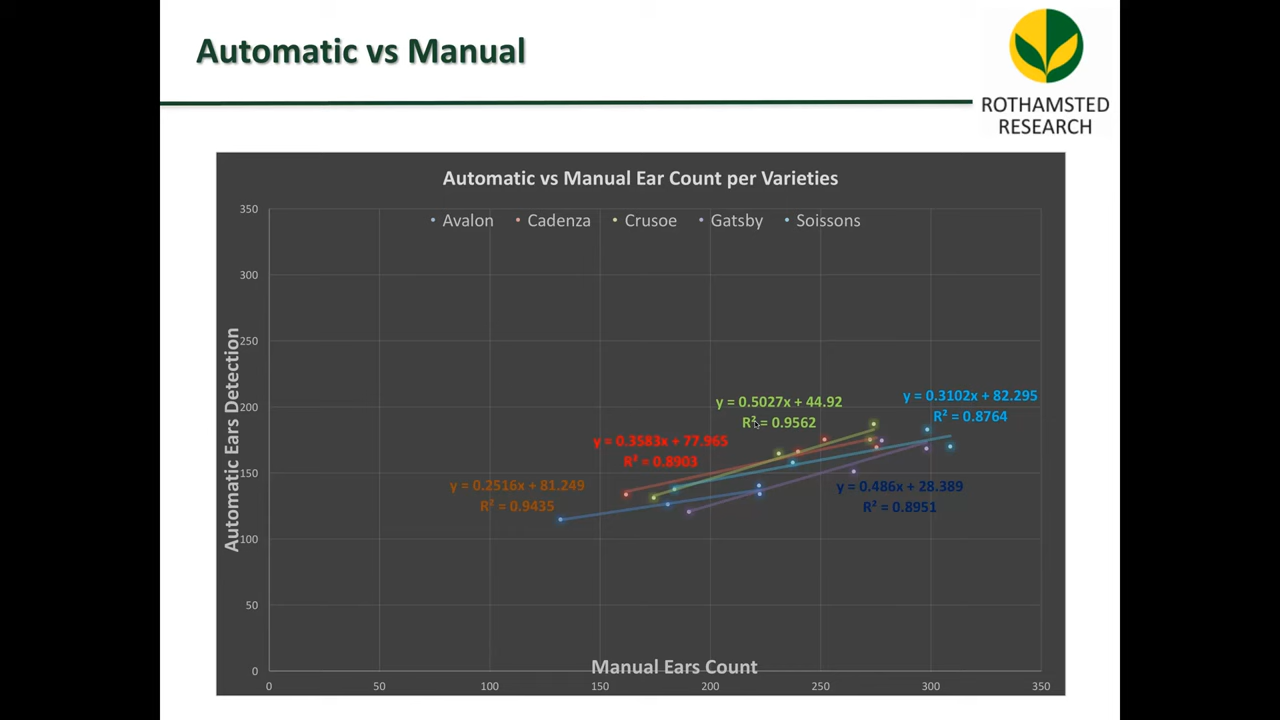 Automatic vs Manual
ROTHAMSTED
RESEARCH
Automatic vs Manual Ear Count per Varieties
Avalon Cadenza Crusoe Gatsby Soissons
350
300
250
200
150
100
50
0
Automatic Ears Detection
y = 0.5027x + 44.92
R² = 0.9562
y = 0.3102x + 82.295
R² = 0.8764
y = 0.3583x + 77.965
R² = 0.8903
y = 0.2516x + 81.249
R² = 0.9435
y = 0.486x + 28.389
R² = 0.8951
Manual Ears Count
0 50 100 150 200 250 300 350